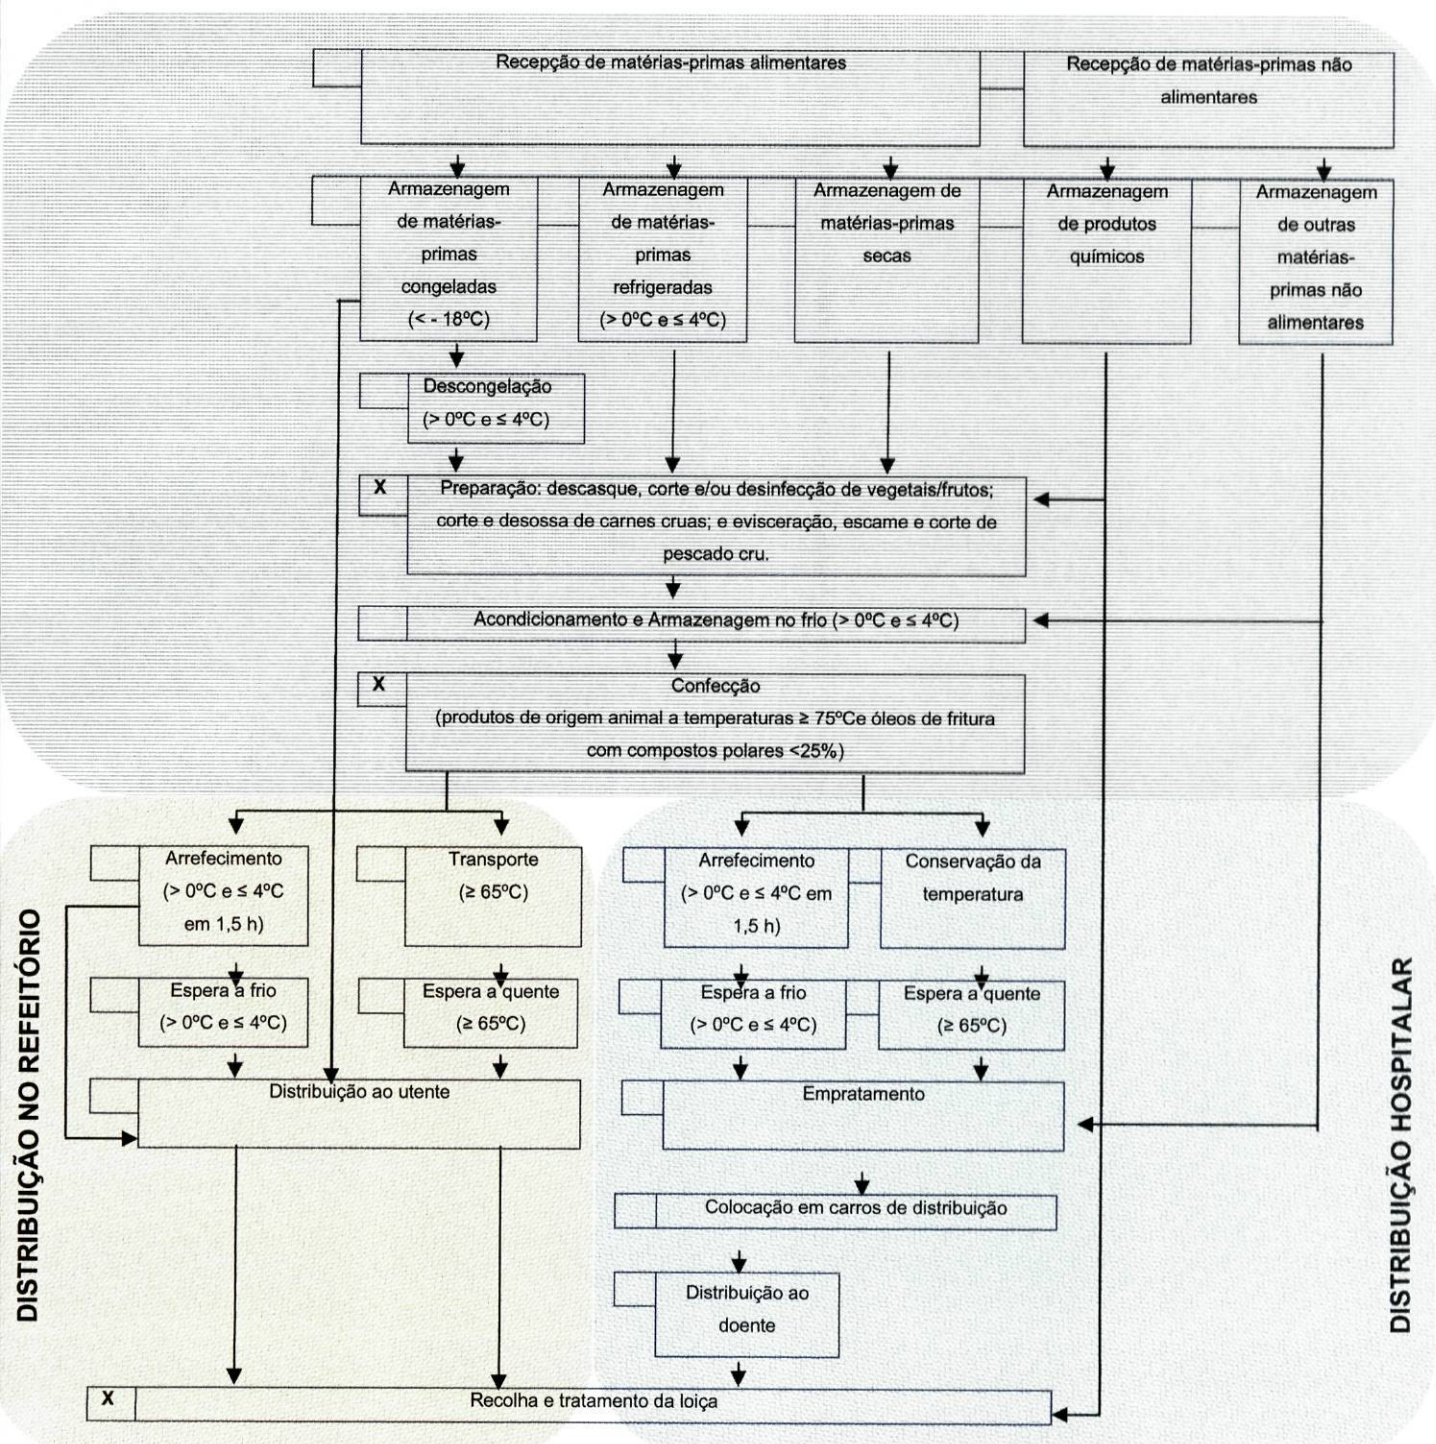 Recepção de matérias-primas alimentares
Recepção de matérias-primas não
alimentares
Armazenagem
de matérias-
primas
congeladas
(< - 18ºC)
Armazenagem
de matérias-
primas
refrigeradas
(> 0ºC e ≤ 4ºC)
Armazenagem de
matérias-primas
secas
Armazenagem
de produtos
químicos
Armazenagem
de outras
matérias-
primas não
alimentares
Descongelação
(> 0ºC e ≤ 4ºC)
X
Preparação: descasque, corte e/ou desinfecção de vegetais/frutos;
corte e desossa de carnes cruas; e evisceração, escame e corte de
pescado cru.
Acondicionamento e Armazenagem no frio (> 0ºC e ≤ 4ºC)
X
Confecção
(produtos de origem animal a temperaturas ≥ 75ºCe óleos de fritura
com compostos polares <25%)
DISTRIBUIÇÃO NO REFEITÓRIO
Arrefecimento
(> 0ºC e ≤ 4ºC
em 1,5 h)
Transporte
(≥ 65ºC)
Espera a frio
(> 0ºC e ≤ 4ºC)
Espera a quente
(≥ 65ºC)
Distribuição ao utente
Arrefecimento
(> 0ºC e ≤ 4ºC em
1,5 h)
Conservação da
temperatura
Espera a frio
(> 0ºC e ≤ 4ºC)
Espera a quente
(≥ 65ºC)
Empratamento
Colocação em carros de distribuição
Distribuição ao
doente
DISTRIBUIÇÃO HOSPITALAR
X
Recolha e tratamento da loiça